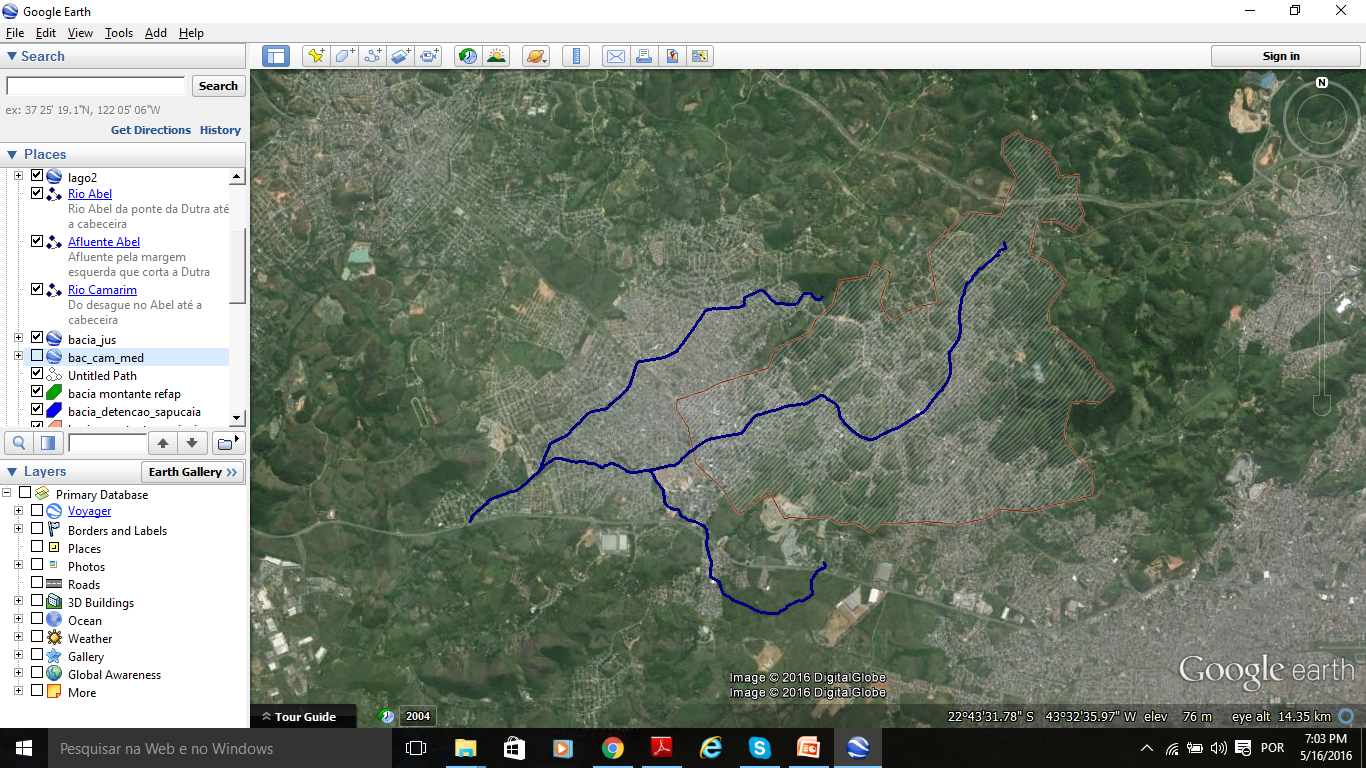 Google Earth
File Edit View Tools Add Help
Search
Sign in
Search
ex: 37 25' 19.1"N, 122 05' 06"W
Get Directions History
Places
lago2
Rio Abel
Rio Abel da ponte da Dutra até
a cabeceira
Afluente Abel
Afluente pela margem
esquerda que corta a Dutra
Rio Camarim
Do desague no Abel até a
cabeceira
bacia_jus
bac_cam_med
Untitled Path
bacia montante refap
bacia_detencao_sapucaia
Layers
Earth Gallery »
Primary Database
Voyager
Borders and Labels
Places
Photos
Roads
3D Buildings
Ocean
Weather
Gallery
Global Awareness
More
N
Google earth
Image © 2016 DigitalGlobe
Image © 2016 DigitalGlobe
Tour Guide
2004
22°43'31.78" S 43°32'35.97" W elev 76 m eye alt 14.35 km
Pesquisar na Web e no Windows
POR
7:03 PM
5/16/2016